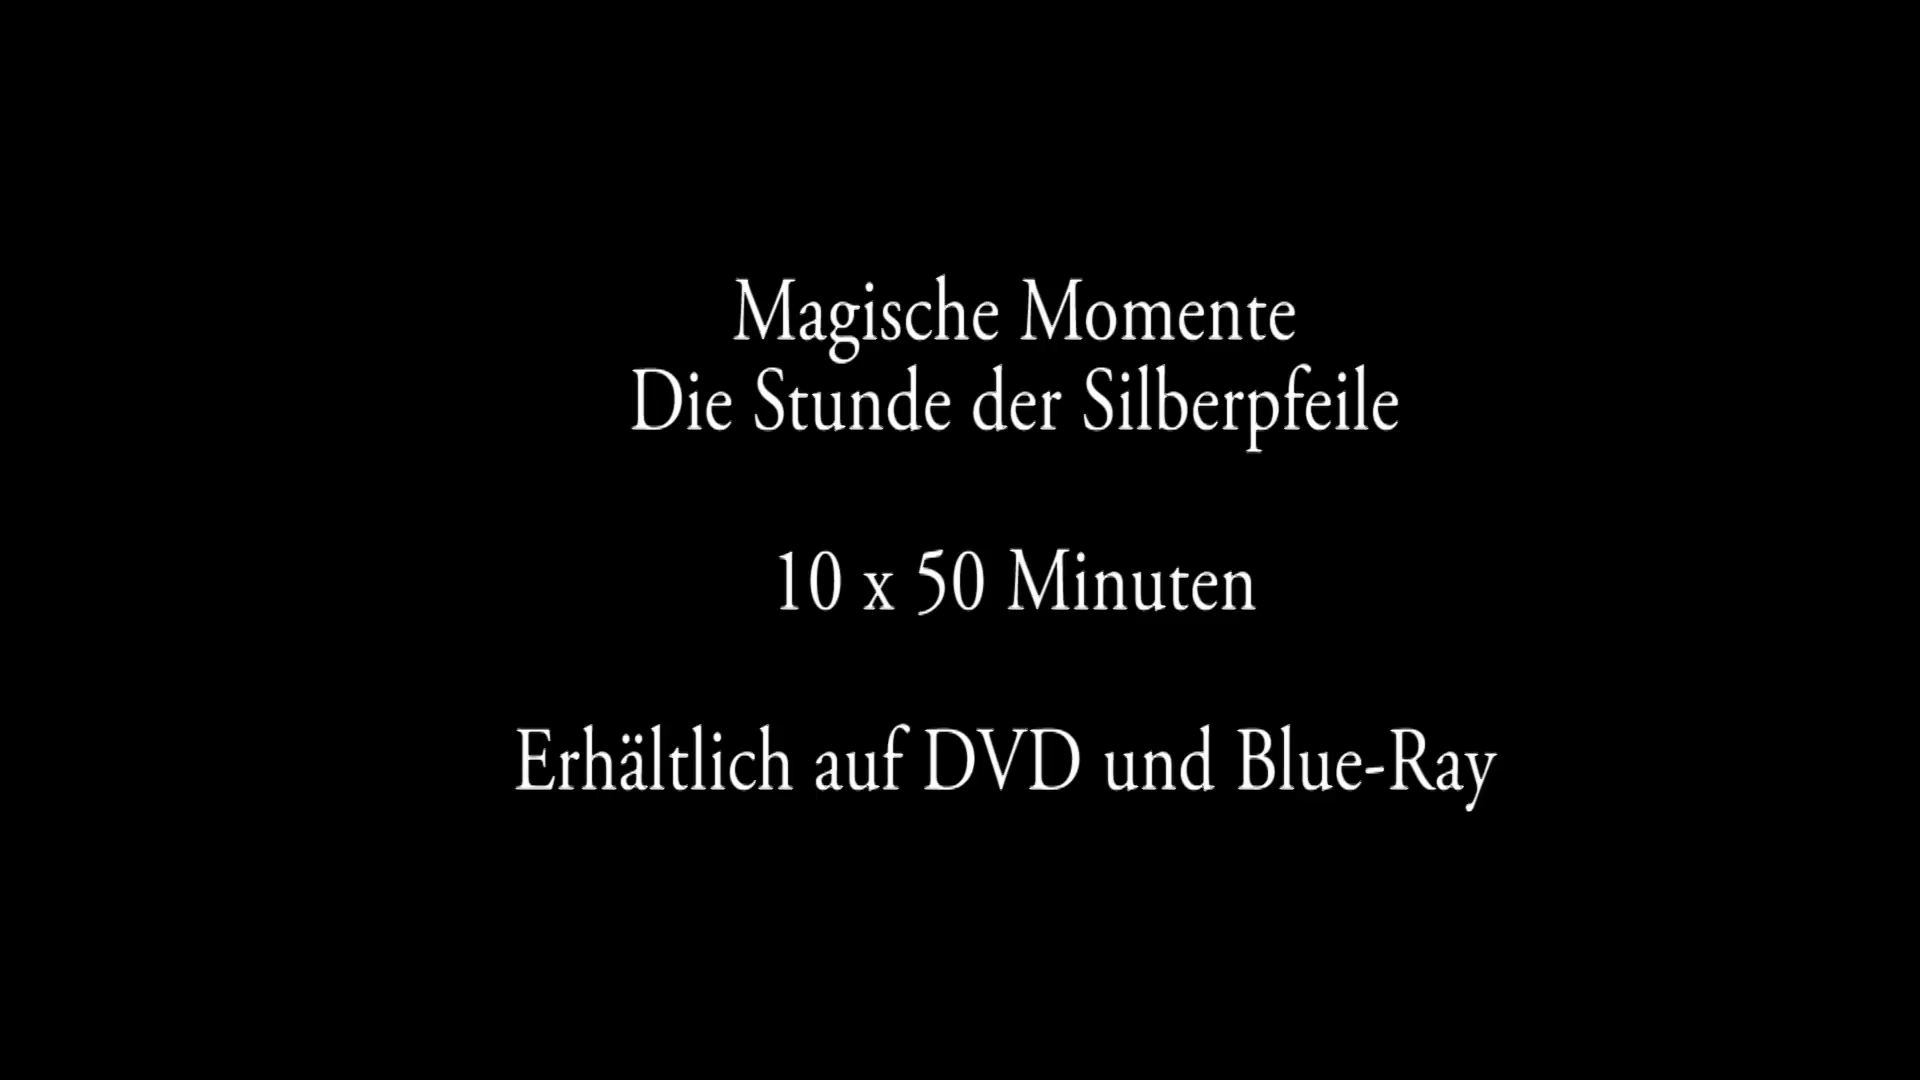 Magische Momente
Die Stunde der Silberpfeile
10 x 50 Minuten
Erhältlich auf DVD und Blue-Ray